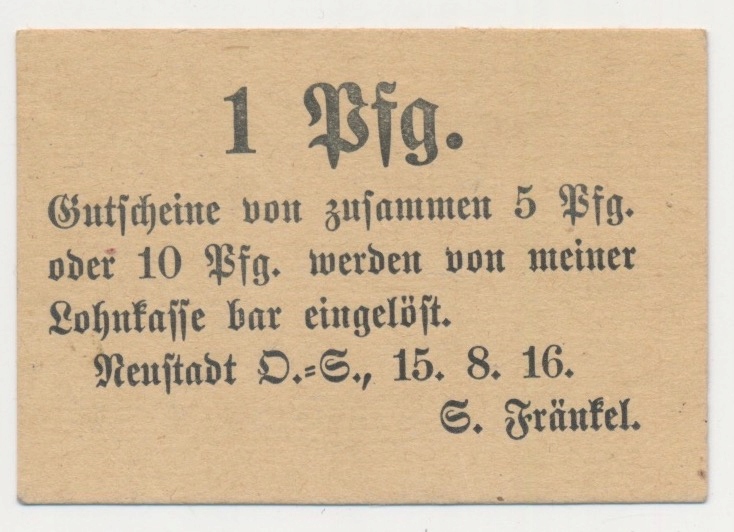 1 Pfg.
Gutscheine von zusammen 5 Pfg.
oder 10 Pfg. werden von meiner
Lohnkasse bar eingelöst.
Neustadt O.=S., 15. 8. 16.
S. Fränkel.